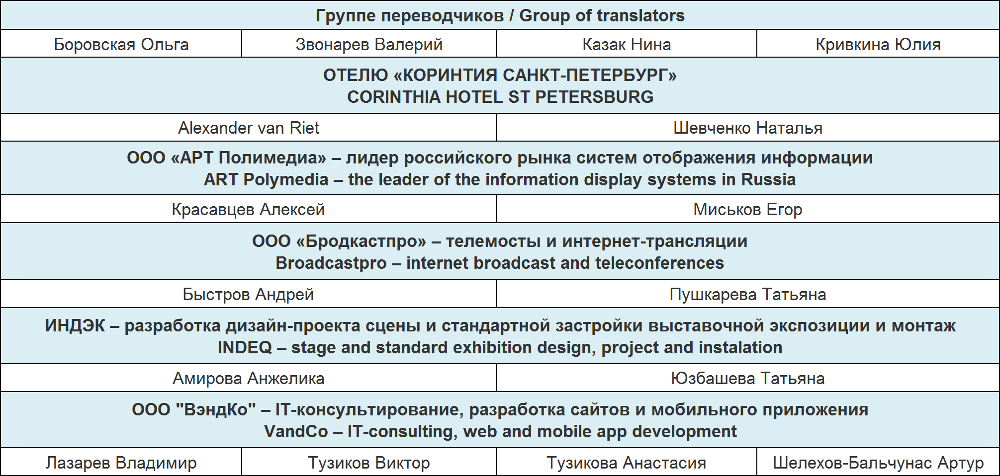 Группе переводчиков / Group of translators
Боровская Ольга
Звонарев Валерий
Казак Нина
Кривкина Юлия
ОТЕЛЮ «КОРИНТИЯ САНКТ-ПЕТЕРБУРГ»
CORINTHIA HOTEL ST PETERSBURG
Alexander van Riet
Шевченко Наталья
ООО «АРТ Полимедиа» – лидер российского рынка систем отображения информации
ART Polymedia – the leader of the information display systems in Russia
Красавцев Алексей
Миськов Егор
ООО «Бродкастпро» – телемосты и интернет-трансляции
Broadcastpro – internet broadcast and teleconferences
Быстров Андрей
Пушкарева Татьяна
ИНДЭК – разработка дизайн-проекта сцены и стандартной застройки выставочной экспозиции и монтаж
INDEQ – stage and standard exhibition design, project and instalation
Амирова Анжелика
Юзбашева Татьяна
ООО "ВэндКо" – IT-консультирование, разработка сайтов и мобильного приложения
VandCo – IT-consulting, web and mobile app development
Лазарев Владимир
Тузиков Виктор
Тузикова Анастасия
Шелехов-Бальчунас Артур